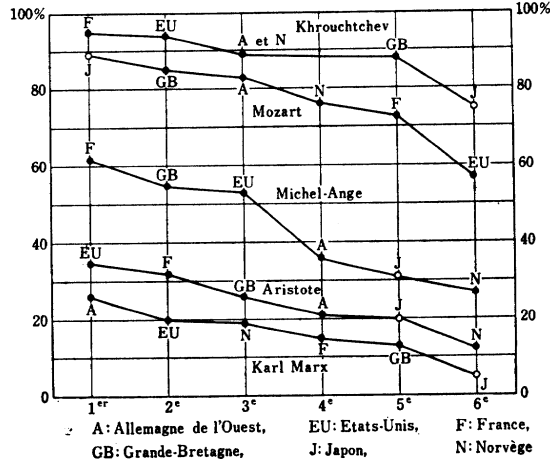 100% F EU Khrouchtchev 100%
A et N GB
80 J GB A N J 80
Mozart F
60 F GB EU EU 60
Michel-Ange
40 EU F A J N 40
GB Aristote A J
20 A EU N 20
F GB N
Karl Marx
0 J 0
1er 2e 3e 4e 5e 6e
A: Allemagne de l'Ouest, EU: Etats-Unis, F: France,
GB: Grande-Bretagne, J: Japon, N: Norvège